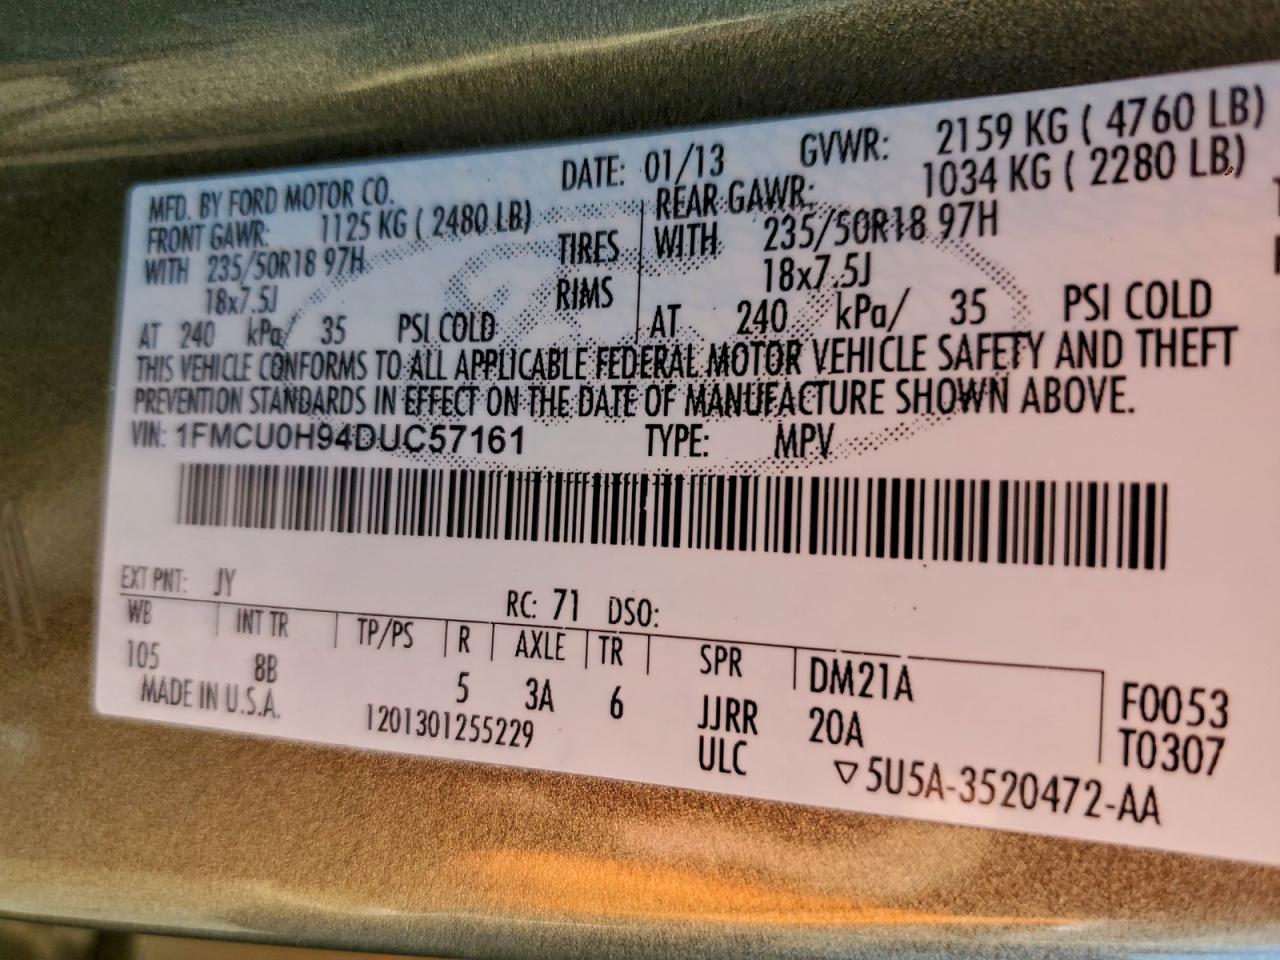 MFD. BY FORD MOTOR CO. DATE: 01/13 GVWR: 2159 KG ( 4760 LB)
FRONT GAWR: 1125 KG ( 2480 LB) REAR GAWR: 1034 KG ( 2280 LB)
WITH 235/50R18 97H TIRES WITH 235/50R18 97H
18x7.5J RIMS 18x7.5J
AT 240 kPa/ 35 PSI COLD AT 240 kPa/ 35 PSI COLD
THIS VEHICLE CONFORMS TO ALL APPLICABLE FEDERAL MOTOR VEHICLE SAFETY AND THEFT
PREVENTION STANDARDS IN EFFECT ON THE DATE OF MANUFACTURE SHOWN ABOVE.
VIN: 1FMCU0H94DUC57161 TYPE: MPV
EXT PNT: JY RC: 71 DSO:
WB INT TR TP/PS R AXLE TR SPR DM21A F0053
105 8B 5 3A 6 JJRR 20A T0307
MADE IN U.S.A. 1201301255229 ULC ▽5U5A-3520472-AA